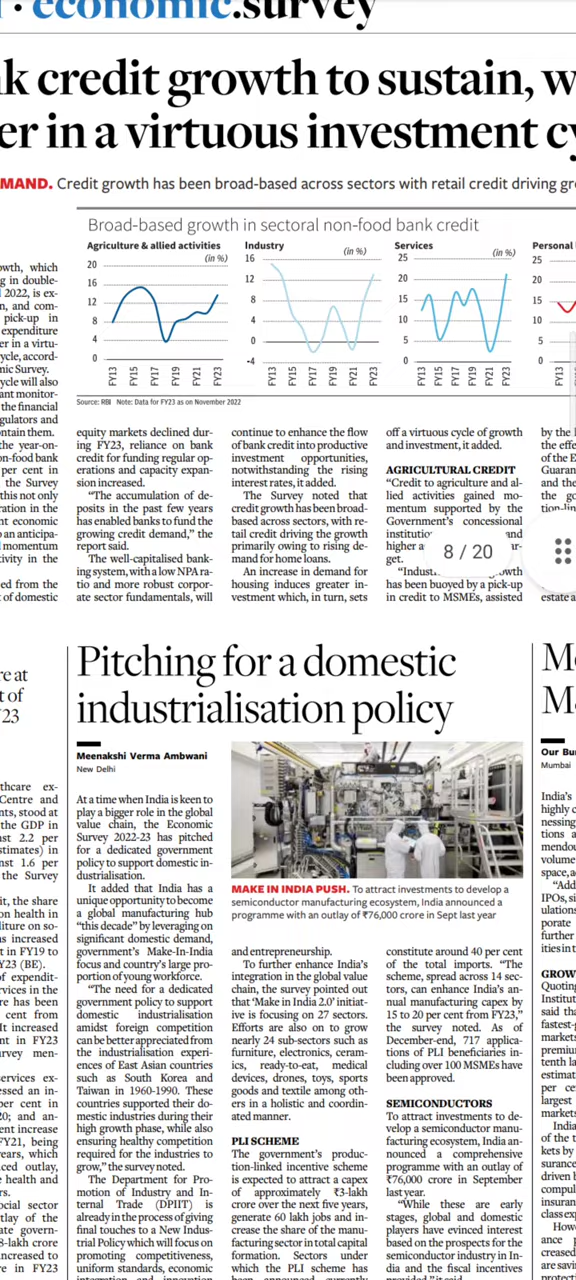 economic.survey
k credit growth to sustain, w
er in a virtuous investment cy
MAND. Credit growth has been broad-based across sectors with retail credit driving gr
Broad-based growth in sectoral non-food bank credit
Agriculture & allied activities
(in %)
20
16
12
8
4
0
FY13 FY15 FY17 FY19 FY21 FY23
Industry
(in %)
16
12
8
4
0
-4
FY13 FY15 FY17 FY19 FY21 FY23
Services
(in %)
25
20
15
10
5
0
FY13 FY15 FY17 FY19 FY21 FY23
Personal
25
20
15
10
5
0
FY13
Source: RBI Note: Data for FY23 as on November 2022
owth, which
g in double-
2022, is ex-
n, and com-
pick-up in
expenditure
er in a virtu-
ycle, accord-
mic Survey.
ycle will also
ant monitor-
the financial
gulators and
ntain them.
the year-on-
on-food bank
per cent in
the Survey
this not only
ration in the
nt economic
o an anticipa-
momentum
tivity in the
ed from the
t of domestic
equity markets declined dur-
ing FY23, reliance on bank
credit for funding regular op-
erations and capacity expan-
sion increased.
“The accumulation of de-
posits in the past few years
has enabled banks to fund the
growing credit demand,” the
report said.
The well-capitalised bank-
ing system, with a low NPA ra-
tio and more robust corpor-
ate sector fundamentals, will
continue to enhance the flow
of bank credit into productive
investment opportunities,
notwithstanding the rising
interest rates, it added.
The Survey noted that
credit growth has been broad-
based across sectors, with re-
tail credit driving the growth
primarily owing to rising de-
mand for home loans.
An increase in demand for
housing induces greater in-
vestment which, in turn, sets
off a virtuous cycle of growth
and investment, it added.
AGRICULTURAL CREDIT
“Credit to agriculture and al-
lied activities gained mo-
mentum supported by the
Government’s concessional
institutio and
higher a
get.
“Indust owth
has been buoyed by a pick-up
in credit to MSMEs, assisted
by the
the effe
of the E
Guaran
and the
the go
tion-lin
estate a
8 / 20
re at
t of
Y23
thcare ex-
Centre and
nts, stood at
the GDP in
nst 2.2 per
stimates) in
nst 1.6 per
the Survey
it, the share
on health in
diture on so-
as increased
t in FY19 to
Y23 (BE).
of expendit-
rvices in the
re has been
cent from
It increased
nt in FY23
urvey men-
services ex-
essed an in-
per cent in
20; and an-
ent increase
FY21, being
years, which
ced outlay,
e health and
rs.
ocial sector
tlay of the
ate govern-
8-lakh crore
increased to
re in FY23
Pitching for a domestic
industrialisation policy
Meenakshi Verma Ambwani
New Delhi
At a time when India is keen to
play a bigger role in the global
value chain, the Economic
Survey 2022-23 has pitched
for a dedicated government
policy to support domestic in-
dustrialisation.
It added that India has a
unique opportunity to become
a global manufacturing hub
“this decade” by leveraging on
significant domestic demand,
government’s Make-In-India
focus and country’s large pro-
portion of young workforce.
“The need for a dedicated
government policy to support
domestic industrialisation
amidst foreign competition
can be better appreciated from
the industrialisation experi-
ences of East Asian countries
such as South Korea and
Taiwan in 1960-1990. These
countries supported their do-
mestic industries during their
high growth phase, while also
ensuring healthy competition
required for the industries to
grow,” the survey noted.
The Department for Pro-
motion of Industry and In-
ternal Trade (DPIIT) is
already in the process of giving
final touches to a New Indus-
trial Policy which will focus on
promoting competitiveness,
uniform standards, economic
integration and innovation
MAKE IN INDIA PUSH. To attract investments to develop a
semiconductor manufacturing ecosystem, India announced a
programme with an outlay of ₹76,000 crore in Sept last year
and entrepreneurship.
To further enhance India’s
integration in the global value
chain, the survey pointed out
that ‘Make in India 2.0’ initiat-
ive is focusing on 27 sectors.
Efforts are also on to grow
nearly 24 sub-sectors such as
furniture, electronics, ceram-
ics, ready-to-eat, medical
devices, drones, toys, sports
goods and textile among oth-
ers in a holistic and coordin-
ated manner.
PLI SCHEME
The government’s produc-
tion-linked incentive scheme
is expected to attract a capex
of approximately ₹3-lakh
crore over the next five years,
generate 60 lakh jobs and in-
crease the share of the manu-
facturing sector in total capital
formation. Sectors under
which the PLI scheme has
been announced currently
constitute around 40 per cent
of the total imports. “The
scheme, spread across 14 sec-
tors, can enhance India’s an-
nual manufacturing capex by
15 to 20 per cent from FY23,”
the survey noted. As of
December-end, 717 applica-
tions of PLI beneficiaries in-
cluding over 100 MSMEs have
been approved.
SEMICONDUCTORS
To attract investments to de-
velop a semiconductor manu-
facturing ecosystem, India an-
nounced a comprehensive
programme with an outlay of
₹76,000 crore in September
last year.
“While these are early
stages, global and domestic
players have evinced interest
based on the prospects for the
semiconductor industry in In-
dia and the fiscal incentives
Our Bu
Mumbai
India’s
highly c
nessing
tions a
mendou
volume
space, a
“Add
IPOs, si
ulations
porate
further
ities in t
GROW
Quoting
Institut
said tha
fastest-
markets
premiu
tenth la
estimat
per ce
largest
markets
India
of the t
kets by
surance
driven b
compul
insuran
class exp
Howe
ance p
creased
are savi